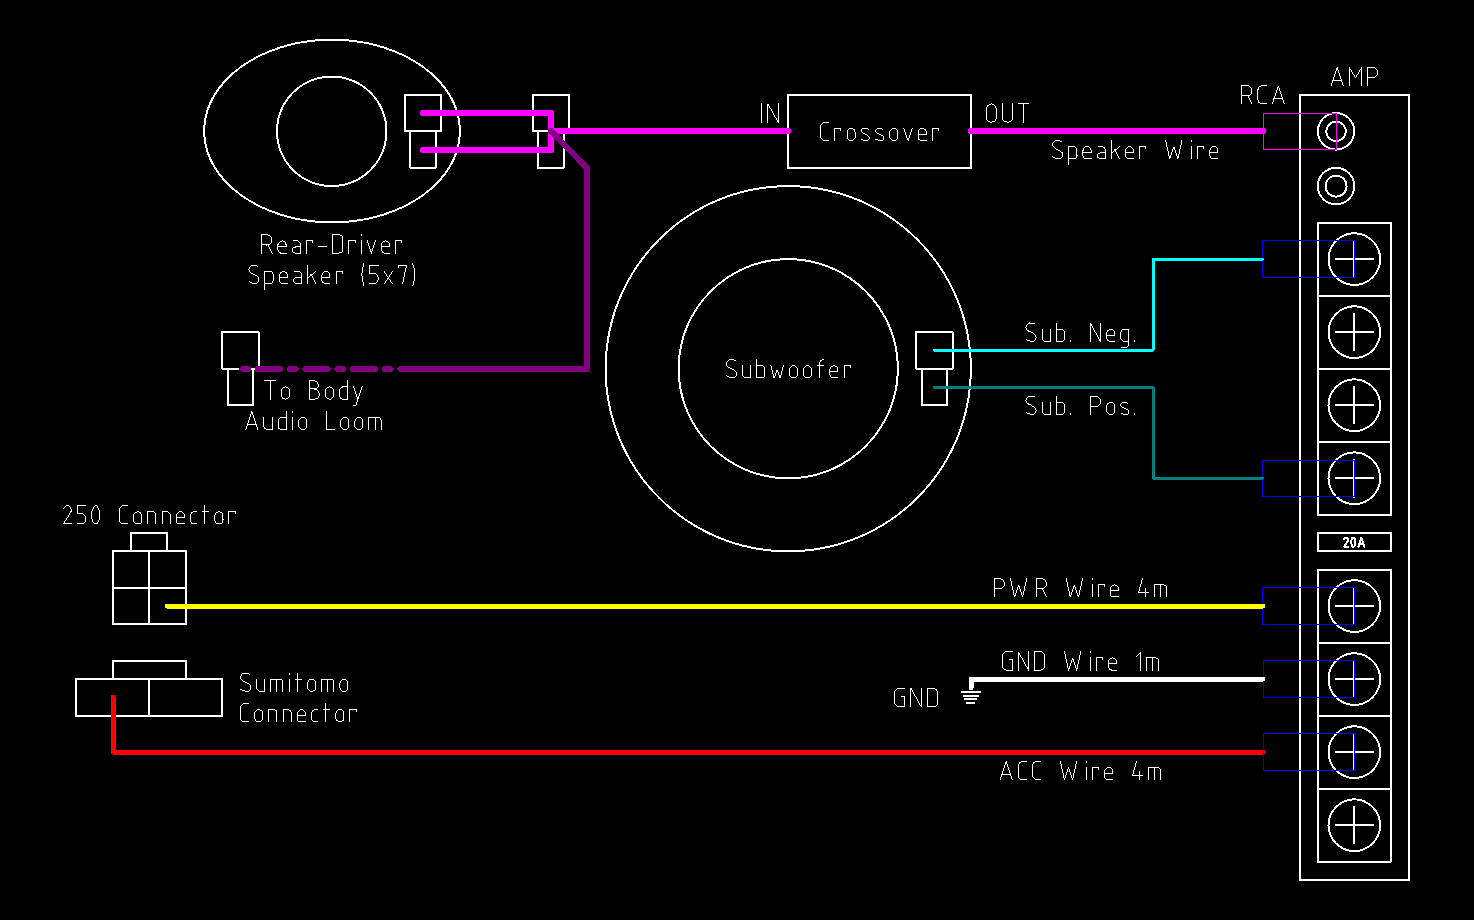 AMP
RCA
IN
OUT
Crossover
Speaker Wire
Rear-Driver
Speaker (5x7)
Sub. Neg.
Subwoofer
To Body
Audio Loom
Sub. Pos.
250 Connector
20A
PWR Wire 4m
GND Wire 1m
GND
Sumitomo
Connector
ACC Wire 4m